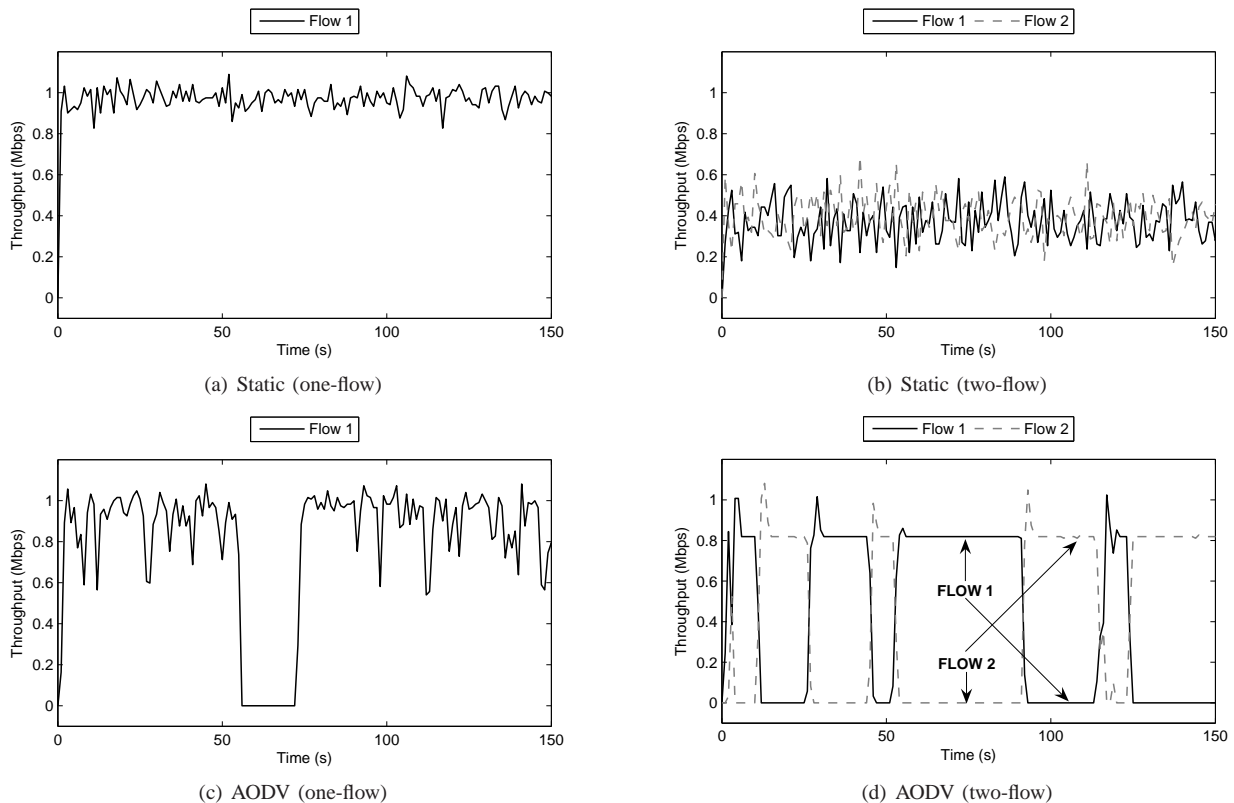 Flow 1
Throughput (Mbps)
1
0.8
0.6
0.4
0.2
0
0 50 100 150
Time (s)
(a) Static (one-flow)
Flow 1 Flow 2
Throughput (Mbps)
1
0.8
0.6
0.4
0.2
0
0 50 100 150
Time (s)
(b) Static (two-flow)
Flow 1
Throughput (Mbps)
1
0.8
0.6
0.4
0.2
0
0 50 100 150
Time (s)
(c) AODV (one-flow)
Flow 1 Flow 2
Throughput (Mbps)
1
0.8
0.6
0.4
0.2
0
FLOW 1
FLOW 2
0 50 100 150
Time (s)
(d) AODV (two-flow)